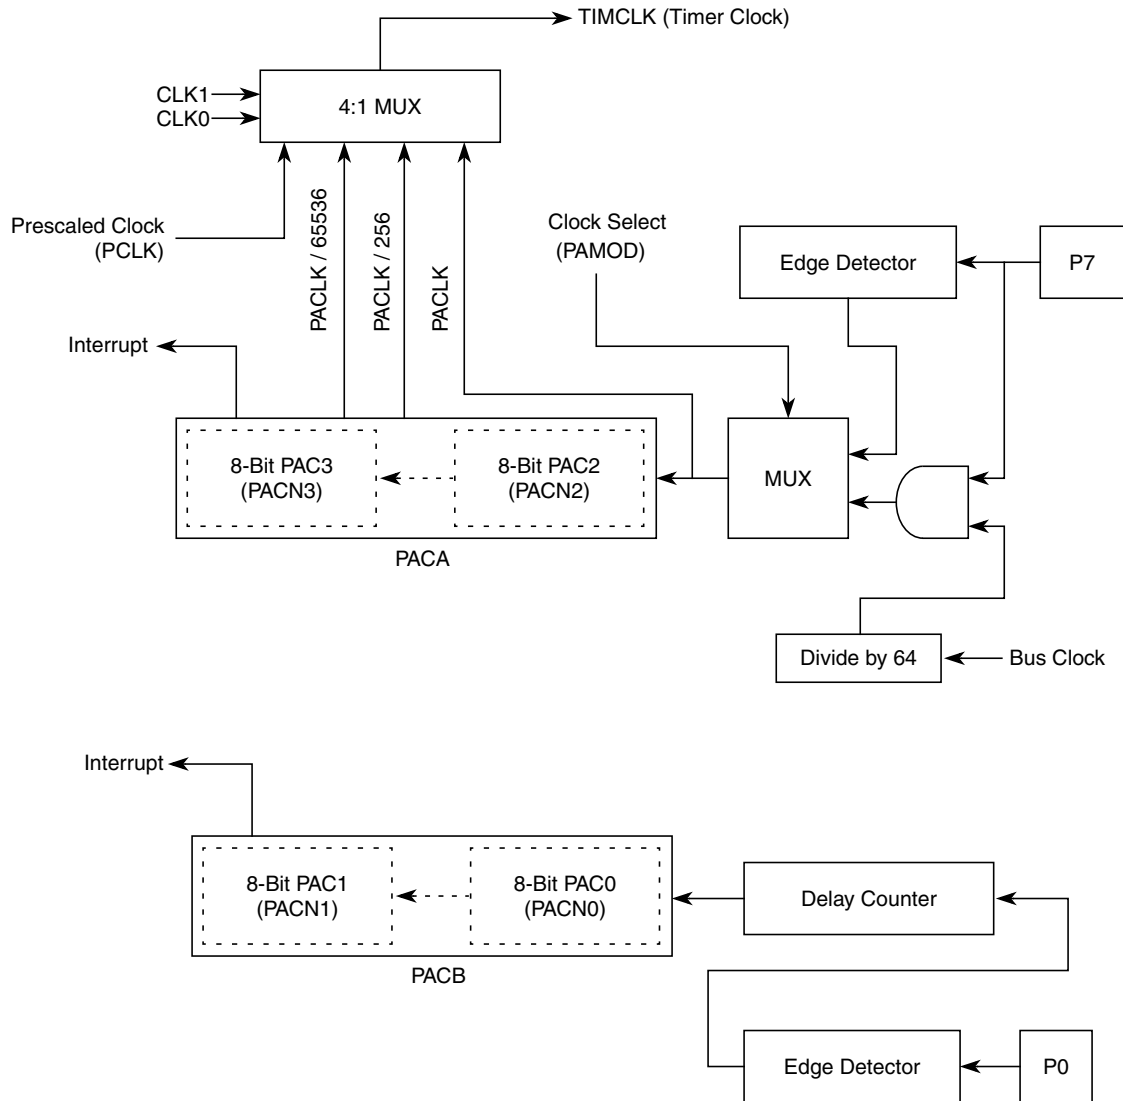 TIMCLK (Timer Clock)
CLK1
CLK0
4:1 MUX
Prescaled Clock
(PCLK)
PACLK / 65536
PACLK / 256
PACLK
Clock Select
(PAMOD)
Edge Detector
P7
Interrupt
8-Bit PAC3
(PACN3)
8-Bit PAC2
(PACN2)
MUX
PACA
Divide by 64
Bus Clock
Interrupt
8-Bit PAC1
(PACN1)
8-Bit PAC0
(PACN0)
Delay Counter
PACB
Edge Detector
P0